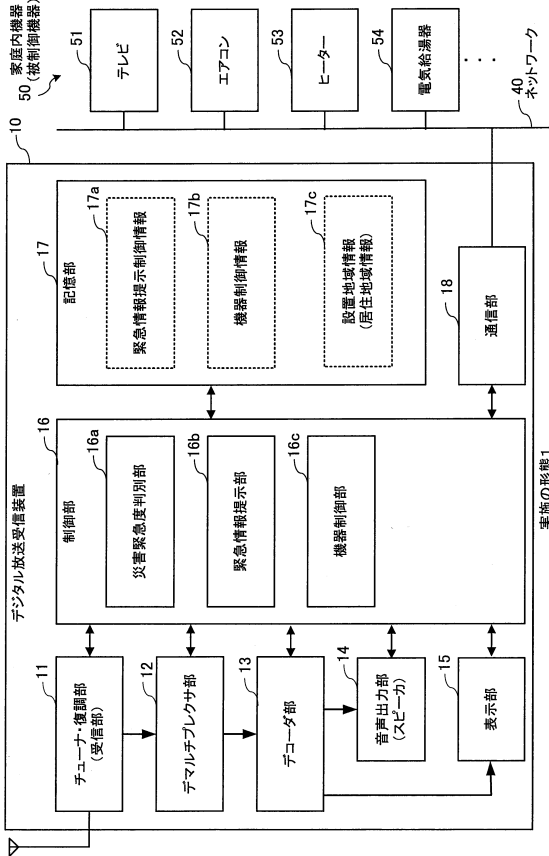 デジタル放送受信装置
10
11
チューナ・復調部
(受信部)
12
デマルチプレクサ部
13
デコーダ部
14
音声出力部
(スピーカ)
15
表示部
16
制御部
16a
災害緊急度判別部
16b
緊急情報提示部
16c
機器制御部
17
記憶部
17a
緊急情報提示制御情報
17b
機器制御情報
17c
設置地域情報
(居住地域情報)
18
通信部
40
ネットワーク
50
家庭内機器
(被制御機器)
51
テレビ
52
エアコン
53
ヒーター
54
電気給湯器
・・・
実施の形態1